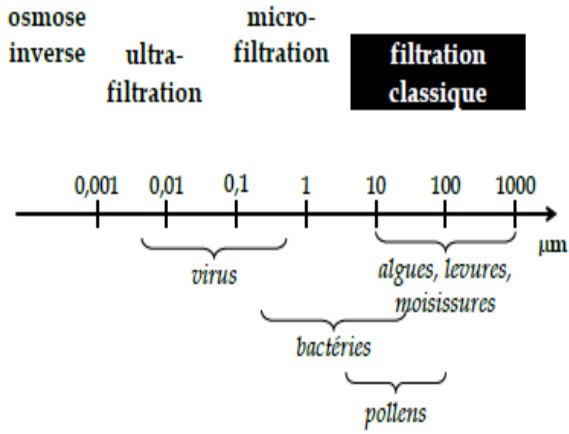 osmose
inverse
ultra-
filtration
micro-
filtration
filtration
classique
0,001 0,01 0,1 1 10 100 1000
µm
virus
algues, levures,
moisissures
bactéries
pollens